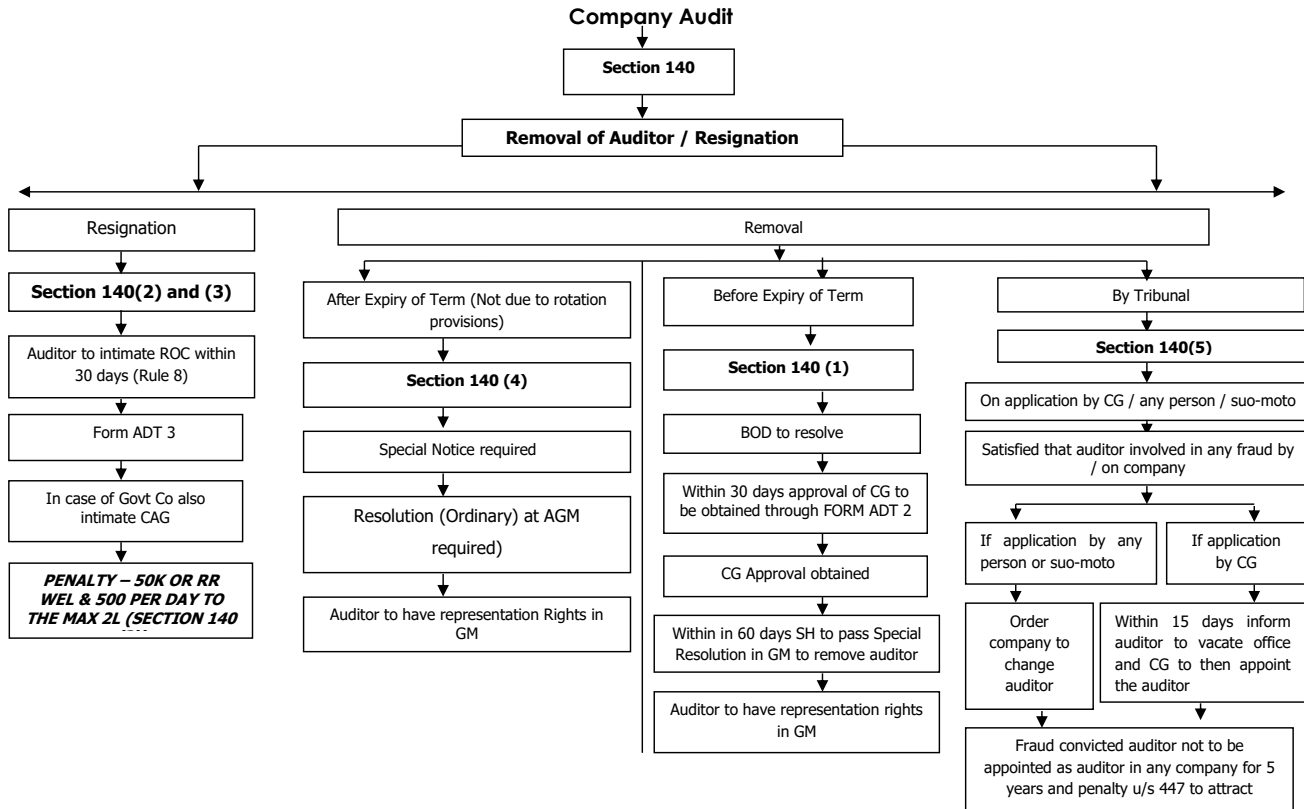 Company Audit
Section 140
Removal of Auditor / Resignation
Resignation
Section 140(2) and (3)
Auditor to intimate ROC within
30 days (Rule 8)
Form ADT 3
In case of Govt Co also
intimate CAG
PENALTY – 50K OR RR
WEL & 500 PER DAY TO
THE MAX 2L (SECTION 140
Removal
After Expiry of Term (Not due to rotation
provisions)
Section 140 (4)
Special Notice required
Resolution (Ordinary) at AGM
required)
Auditor to have representation Rights in
GM
Before Expiry of Term
Section 140 (1)
BOD to resolve
Within 30 days approval of CG to
be obtained through FORM ADT 2
CG Approval obtained
Within in 60 days SH to pass Special
Resolution in GM to remove auditor
Auditor to have representation rights
in GM
By Tribunal
Section 140(5)
On application by CG / any person / suo-moto
Satisfied that auditor involved in any fraud by
/ on company
If application by any
person or suo-moto
Order
company to
change
auditor
If application
by CG
Within 15 days inform
auditor to vacate office
and CG to then appoint
the auditor
Fraud convicted auditor not to be
appointed as auditor in any company for 5
years and penalty u/s 447 to attract